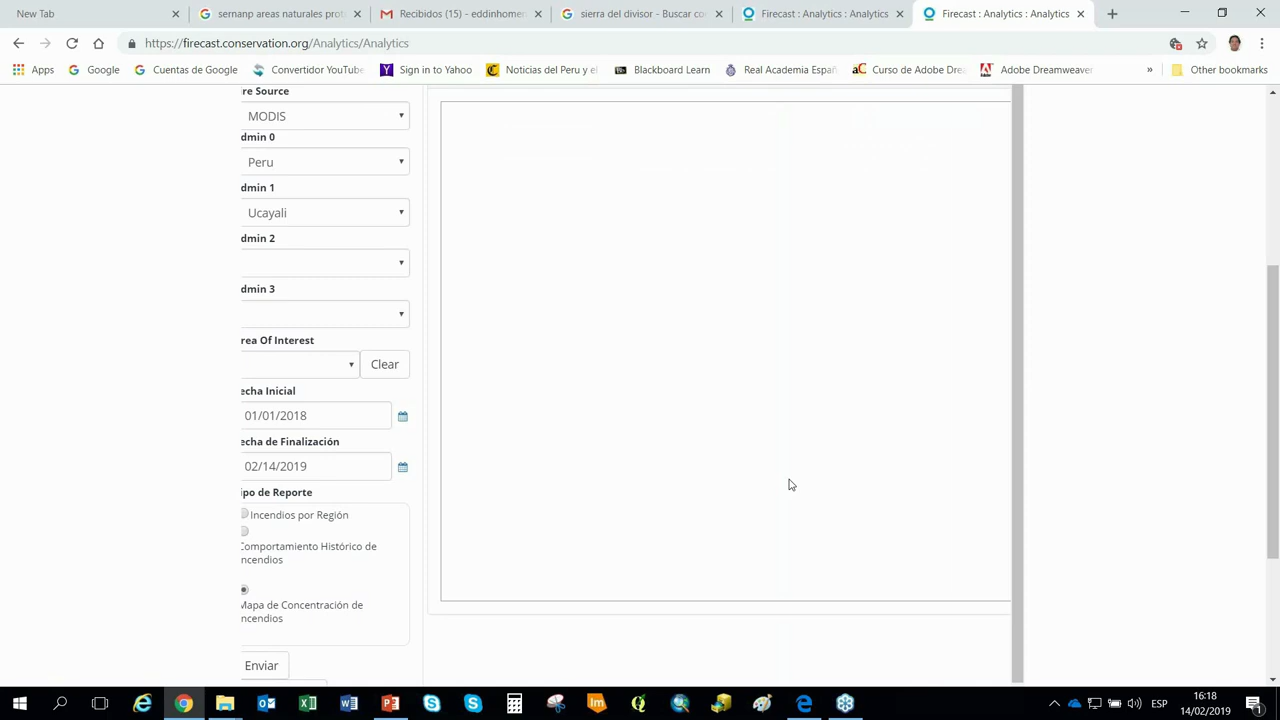 New Tab
semanp areas naturales prot
Recibidos (15) - eddinhomen
sierra del divisor - Buscar co
Firecast : Analytics : Analytics
Firecast : Analytics : Analytics
https://firecast.conservation.org/Analytics/Analytics
Apps
Google
Cuentas de Google
Convertidor YouTube
Sign in to Yahoo
Noticias del Peru y el
Blackboard Learn
Real Academia Españ
Curso de Adobe Drea
Adobe Dreamweaver
»
Other bookmarks
ire Source
MODIS
dmin 0
Peru
dmin 1
Ucayali
dmin 2
dmin 3
rea Of Interest
Clear
echa Inicial
01/01/2018
echa de Finalización
02/14/2019
ipo de Reporte
Incendios por Región
Comportamiento Histórico de
ncendios
Mapa de Concentración de
ncendios
Enviar
ESP
16:18
14/02/2019